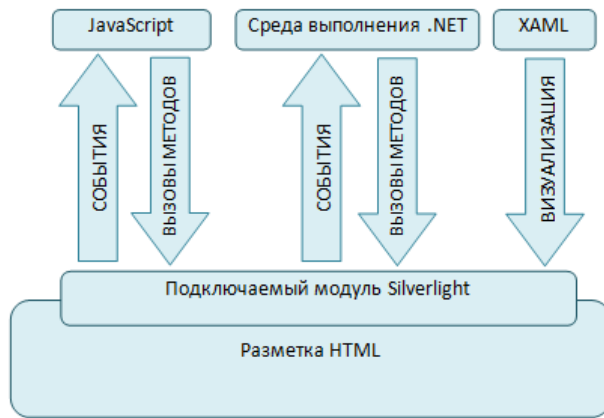 JavaScript
Среда выполнения .NET
XAML
СОБЫТИЯ
ВЫЗОВЫ МЕТОДОВ
СОБЫТИЯ
ВЫЗОВЫ МЕТОДОВ
ВИЗУАЛИЗАЦИЯ
Подключаемый модуль Silverlight
Разметка HTML